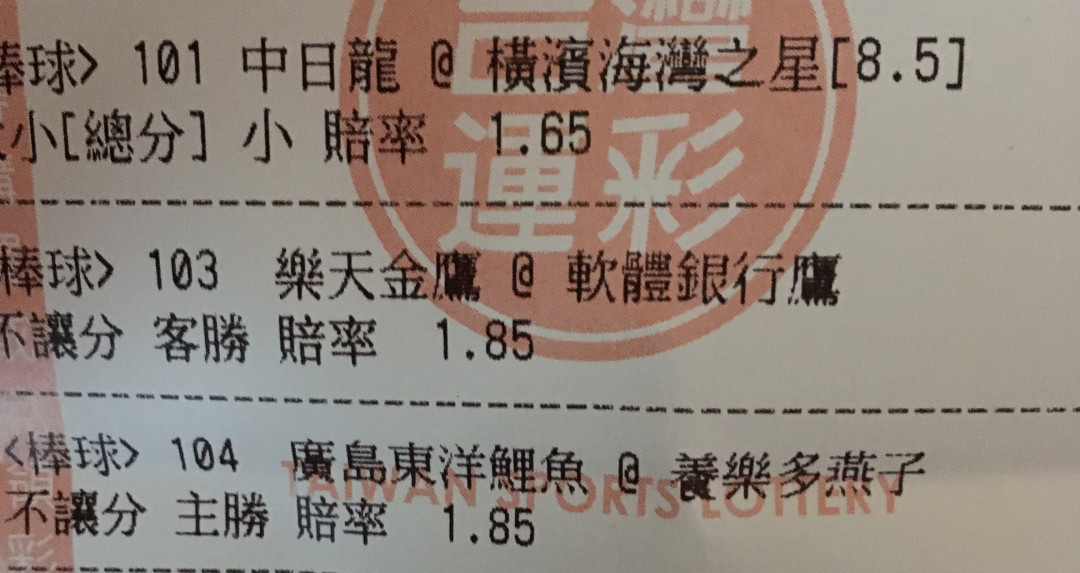 棒球> 101 中日龍 @ 橫濱海灣之星[8.5]
大小[總分] 小 賠率 1.65
棒球> 103 樂天金鷹 @ 軟體銀行鷹
不讓分 客勝 賠率 1.85
<棒球> 104 廣島東洋鯉魚 @ 養樂多燕子
不讓分 主勝 賠率 1.85
台灣
運彩
TAIWAN SPORTS LOTTERY